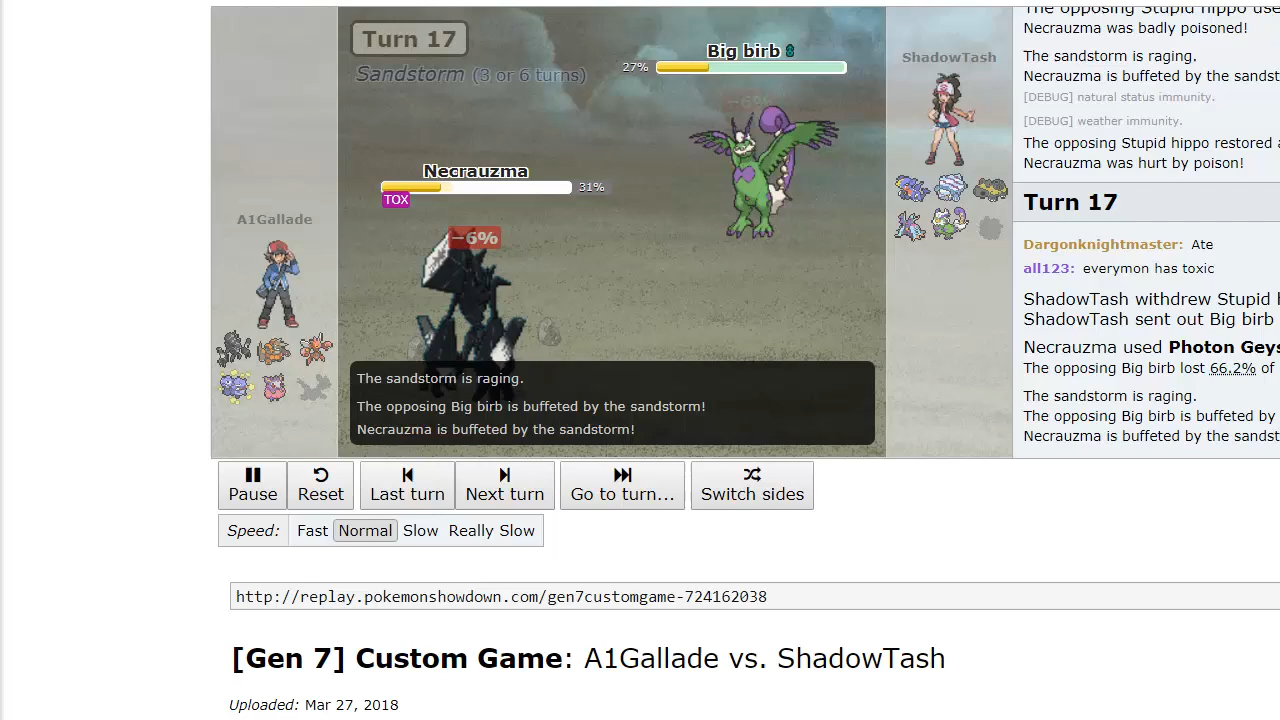 Turn 17
Sandstorm (3 or 6 turns)
Big birb
27%
−6%
Necrauzma
31%
TOX
−6%
A1Gallade
ShadowTash
The sandstorm is raging.
The opposing Big birb is buffeted by the sandstorm!
Necrauzma is buffeted by the sandstorm!
The opposing Stupid hippo use
Necrauzma was badly poisoned!
The sandstorm is raging.
Necrauzma is buffeted by the sandst
[DEBUG] natural status immunity.
[DEBUG] weather immunity.
The opposing Stupid hippo restored a
Necrauzma was hurt by poison!
Turn 17
Dargonknightmaster: Ate
all123: everymon has toxic
ShadowTash withdrew Stupid h
ShadowTash sent out Big birb
Necrauzma used Photon Geys
The opposing Big birb lost 66.2% of
The sandstorm is raging.
The opposing Big birb is buffeted by
Necrauzma is buffeted by the sandst
Pause Reset Last turn Next turn Go to turn... Switch sides
Speed: Fast Normal Slow Really Slow
http://replay.pokemonshowdown.com/gen7customgame-724162038
[Gen 7] Custom Game: A1Gallade vs. ShadowTash
Uploaded: Mar 27, 2018